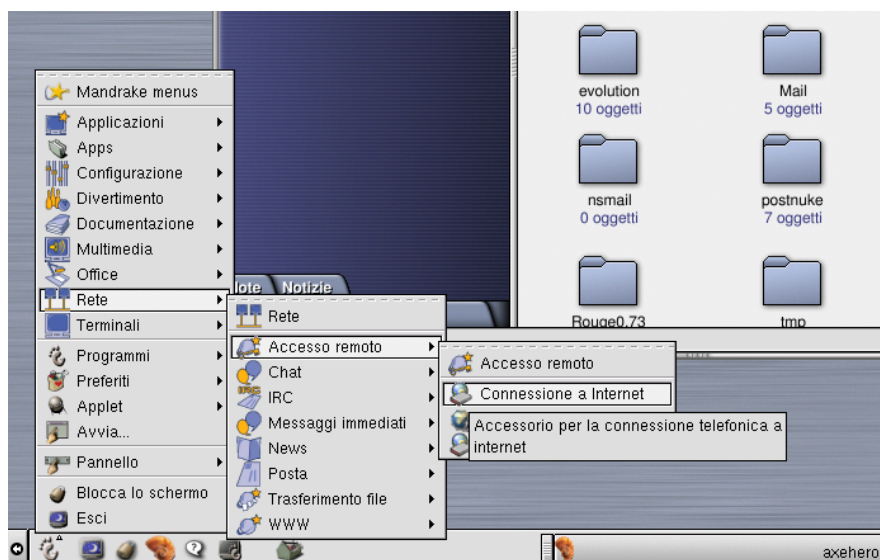 evolution
10 oggetti
Mail
5 oggetti
nsmail
0 oggetti
postnuke
7 oggetti
Rouge0.73
tmp
Notizie
Mandrake menus
Applicazioni
Apps
Configurazione
Divertimento
Documentazione
Multimedia
Office
Rete
Terminali
Programmi
Preferiti
Applet
Avvia...
Pannello
Blocca lo schermo
Esci
Rete
Accesso remoto
Chat
IRC
Messaggi immediati
News
Posta
Trasferimento file
WWW
Accesso remoto
Connessione a Internet
Accessorio per la connessione telefonica a
internet
axehero